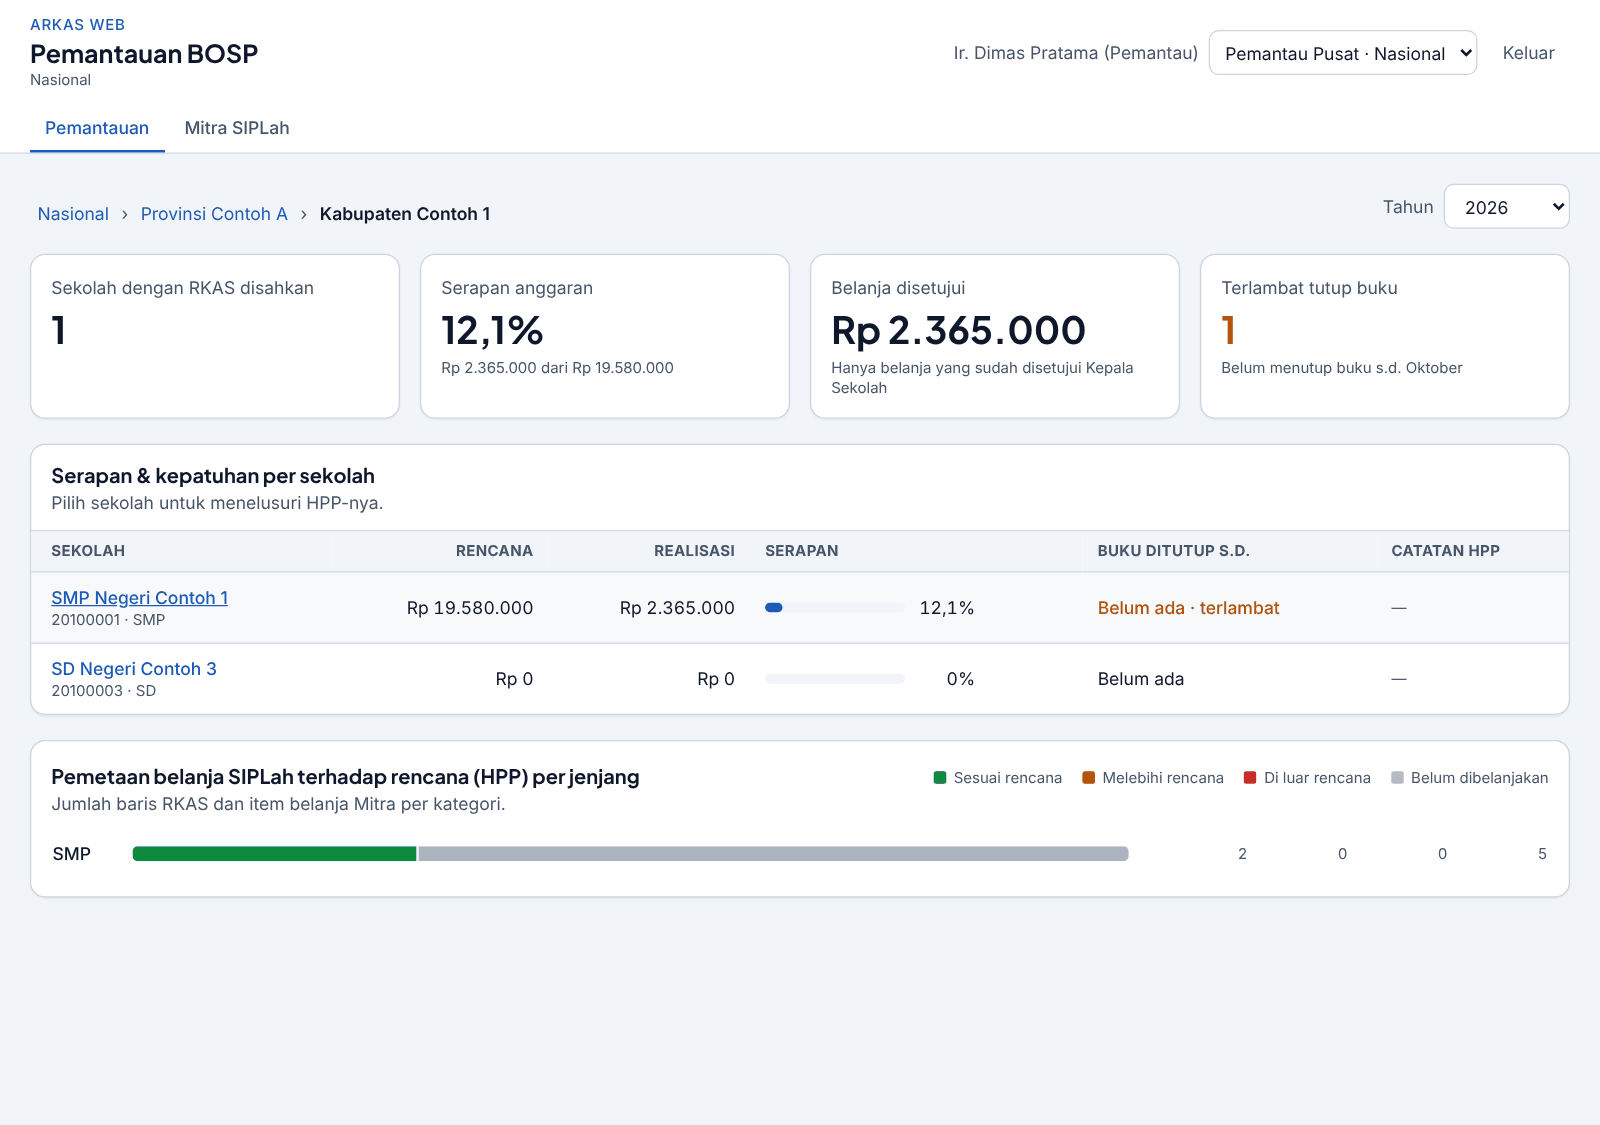 ARKAS WEB
Pemantauan BOSP
Nasional
Ir. Dimas Pratama (Pemantau)
Pemantau Pusat · Nasional
Keluar
Pemantauan
Mitra SIPLah
Nasional › Provinsi Contoh A › Kabupaten Contoh 1
Tahun
2026
Sekolah dengan RKAS disahkan
1
Serapan anggaran
12,1%
Rp 2.365.000 dari Rp 19.580.000
Belanja disetujui
Rp 2.365.000
Hanya belanja yang sudah disetujui Kepala
Sekolah
Terlambat tutup buku
1
Belum menutup buku s.d. Oktober
Serapan & kepatuhan per sekolah
Pilih sekolah untuk menelusuri HPP-nya.
SEKOLAH RENCANA REALISASI SERAPAN BUKU DITUTUP S.D. CATATAN HPP
SMP Negeri Contoh 1 Rp 19.580.000 Rp 2.365.000 12,1% Belum ada · terlambat —
20100001 · SMP
SD Negeri Contoh 3 Rp 0 Rp 0 0% Belum ada —
20100003 · SD
Pemetaan belanja SIPLah terhadap rencana (HPP) per jenjang
Jumlah baris RKAS dan item belanja Mitra per kategori.
Sesuai rencana Melebihi rencana Di luar rencana Belum dibelanjakan
SMP 2 0 0 5